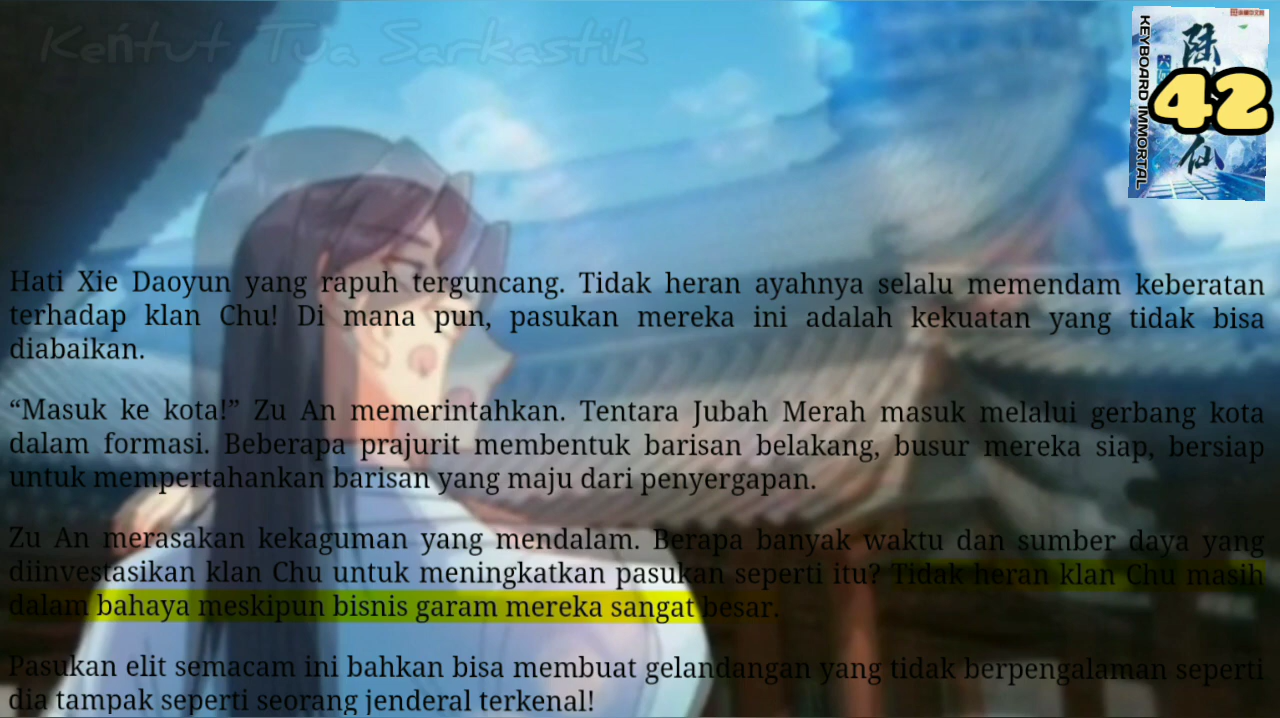 Keńtut Tua Sarkastik
KEYBOARD IMMORTAL
42
仙
Hati Xie Daoyun yang rapuh terguncang. Tidak heran ayahnya selalu memendam keberatan
terhadap klan Chu! Di mana pun, pasukan mereka ini adalah kekuatan yang tidak bisa
diabaikan.
“Masuk ke kota!” Zu An memerintahkan. Tentara Jubah Merah masuk melalui gerbang kota
dalam formasi. Beberapa prajurit membentuk barisan belakang, busur mereka siap, bersiap
untuk mempertahankan barisan yang maju dari penyergapan.
Zu An merasakan kekaguman yang mendalam. Berapa banyak waktu dan sumber daya yang
diinvestasikan klan Chu untuk meningkatkan pasukan seperti itu? Tidak heran klan Chu masih
dalam bahaya meskipun bisnis garam mereka sangat besar.
Pasukan elit semacam ini bahkan bisa membuat gelandangan yang tidak berpengalaman seperti
dia tampak seperti seorang jenderal terkenal!